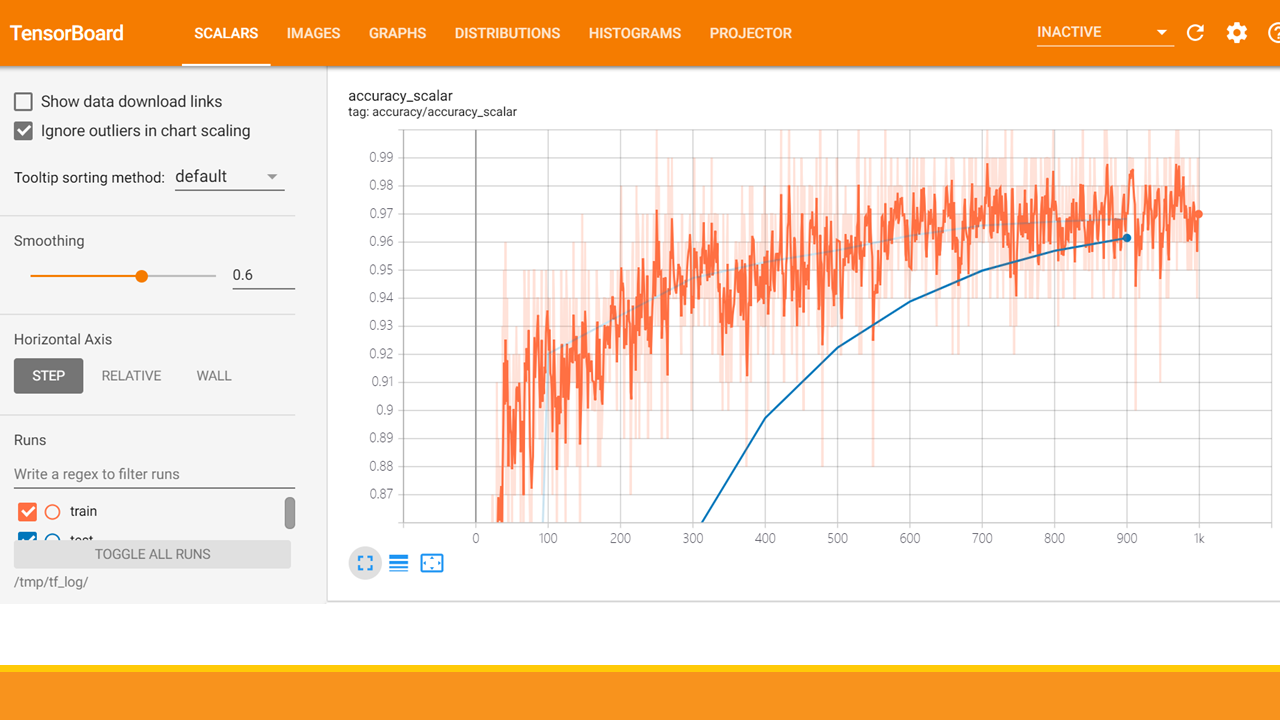 TensorBoard SCALARS IMAGES GRAPHS DISTRIBUTIONS HISTOGRAMS PROJECTOR INACTIVE
Show data download links
Ignore outliers in chart scaling
Tooltip sorting method: default
Smoothing
0.6
Horizontal Axis
STEP RELATIVE WALL
Runs
Write a regex to filter runs
train
test
TOGGLE ALL RUNS
/tmp/tf_log/
accuracy_scalar
tag: accuracy/accuracy_scalar
0.99
0.98
0.97
0.96
0.95
0.94
0.93
0.92
0.91
0.9
0.89
0.88
0.87
0 100 200 300 400 500 600 700 800 900 1k